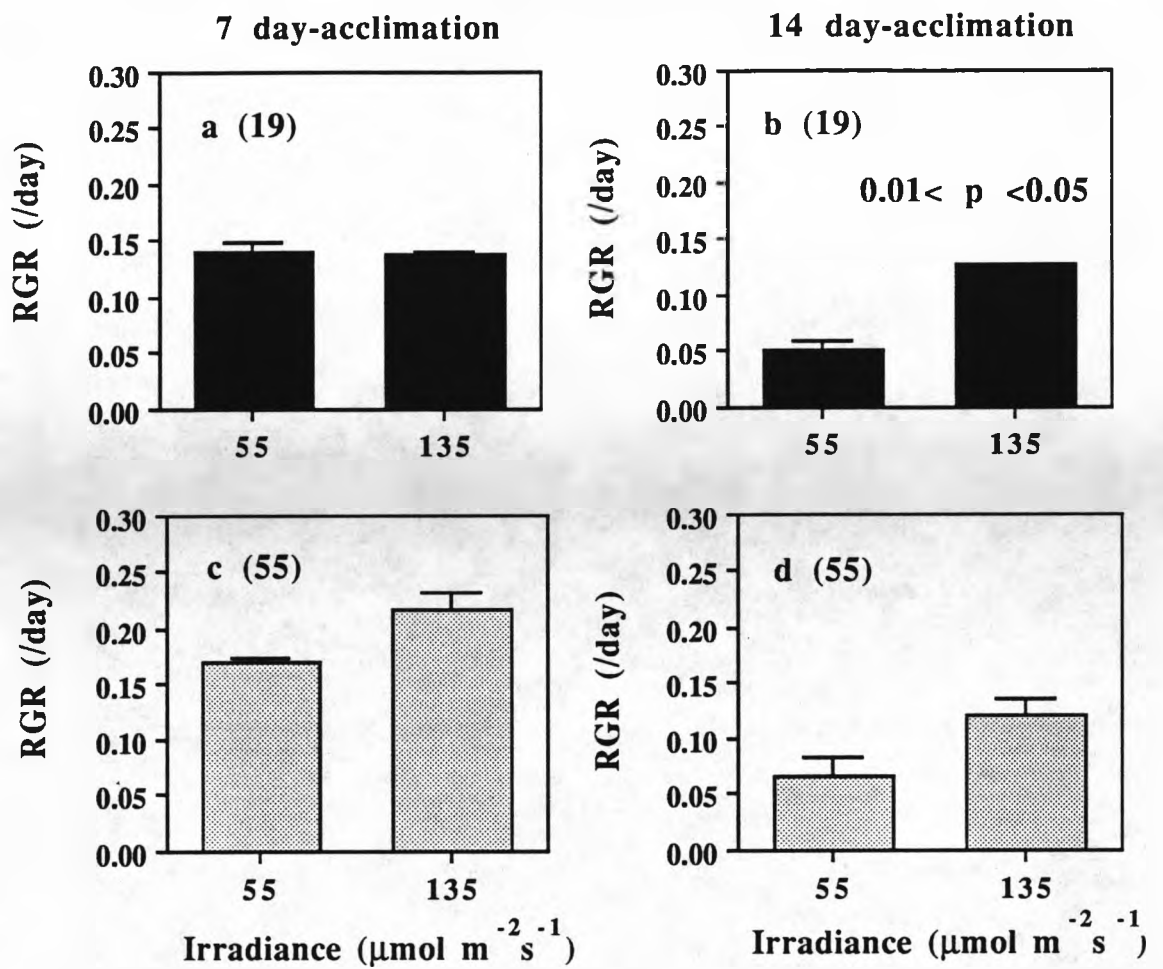 7 day-acclimation
14 day-acclimation
RGR (/day)
0.30
0.25
0.20
0.15
0.10
0.05
0.00
a (19)
55
135
RGR (/day)
0.30
0.25
0.20
0.15
0.10
0.05
0.00
b (19)
0.01< p <0.05
55
135
RGR (/day)
0.30
0.25
0.20
0.15
0.10
0.05
0.00
c (55)
55
135
Irradiance (μmol m⁻² s⁻¹)
RGR (/day)
0.30
0.25
0.20
0.15
0.10
0.05
0.00
d (55)
55
135
Irradiance (μmol m⁻² s⁻¹)